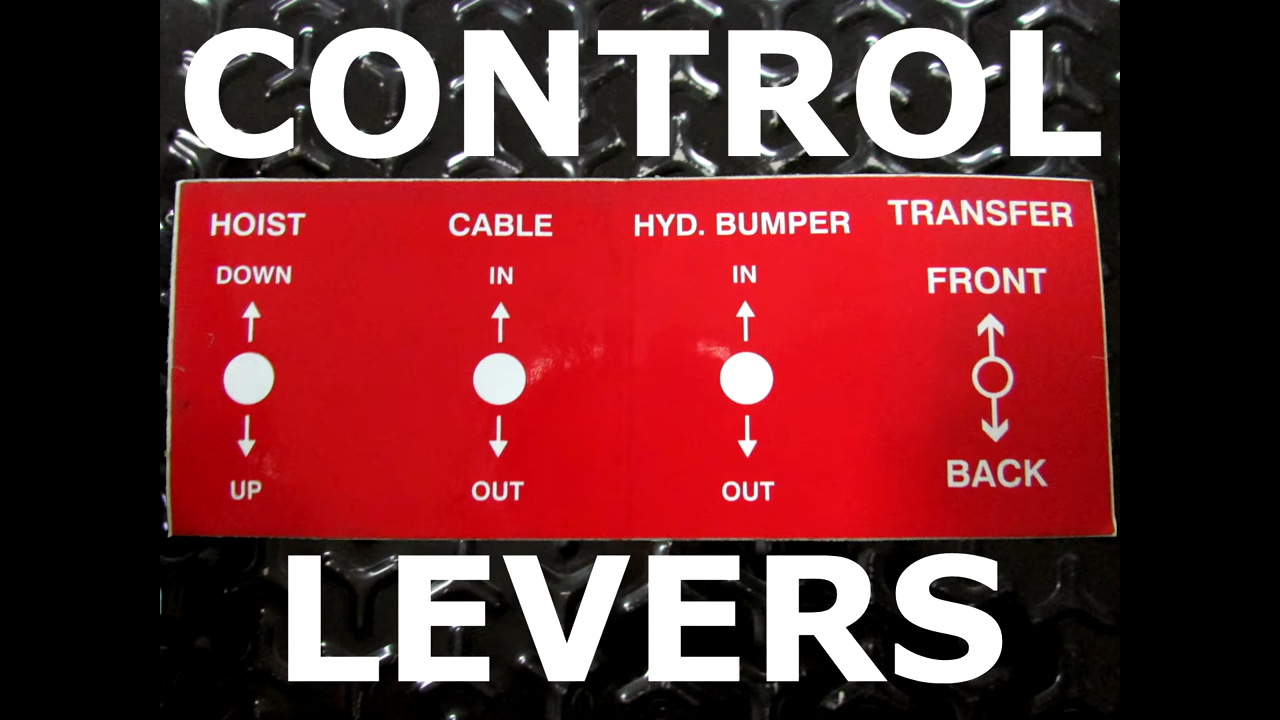 CONTROL
HOIST CABLE HYD. BUMPER TRANSFER
DOWN IN IN FRONT
UP OUT OUT BACK
LEVERS